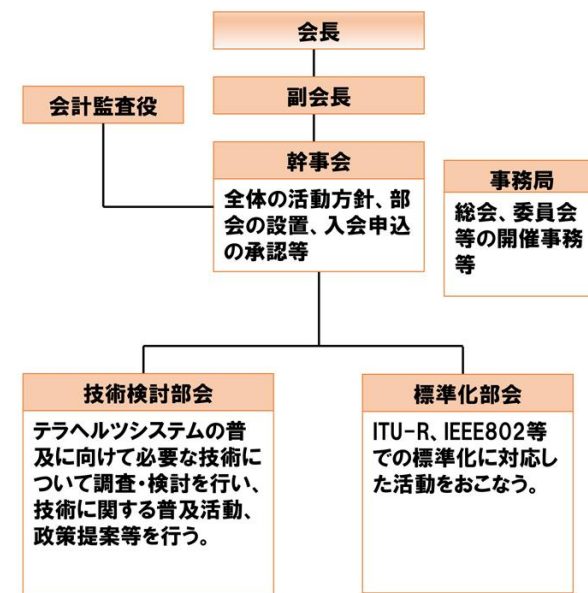 会長
副会長
会計監査役
幹事会
全体の活動方針、部
会の設置、入会申込
の承認等
事務局
総会、委員会
等の開催事務
等
技術検討部会
テラヘルツシステムの普
及に向けて必要な技術に
ついて調査・検討を行い、
技術に関する普及活動、
政策提案等を行う。
標準化部会
ITU-R、IEEE802等
での標準化に対応し
た活動をおこなう。